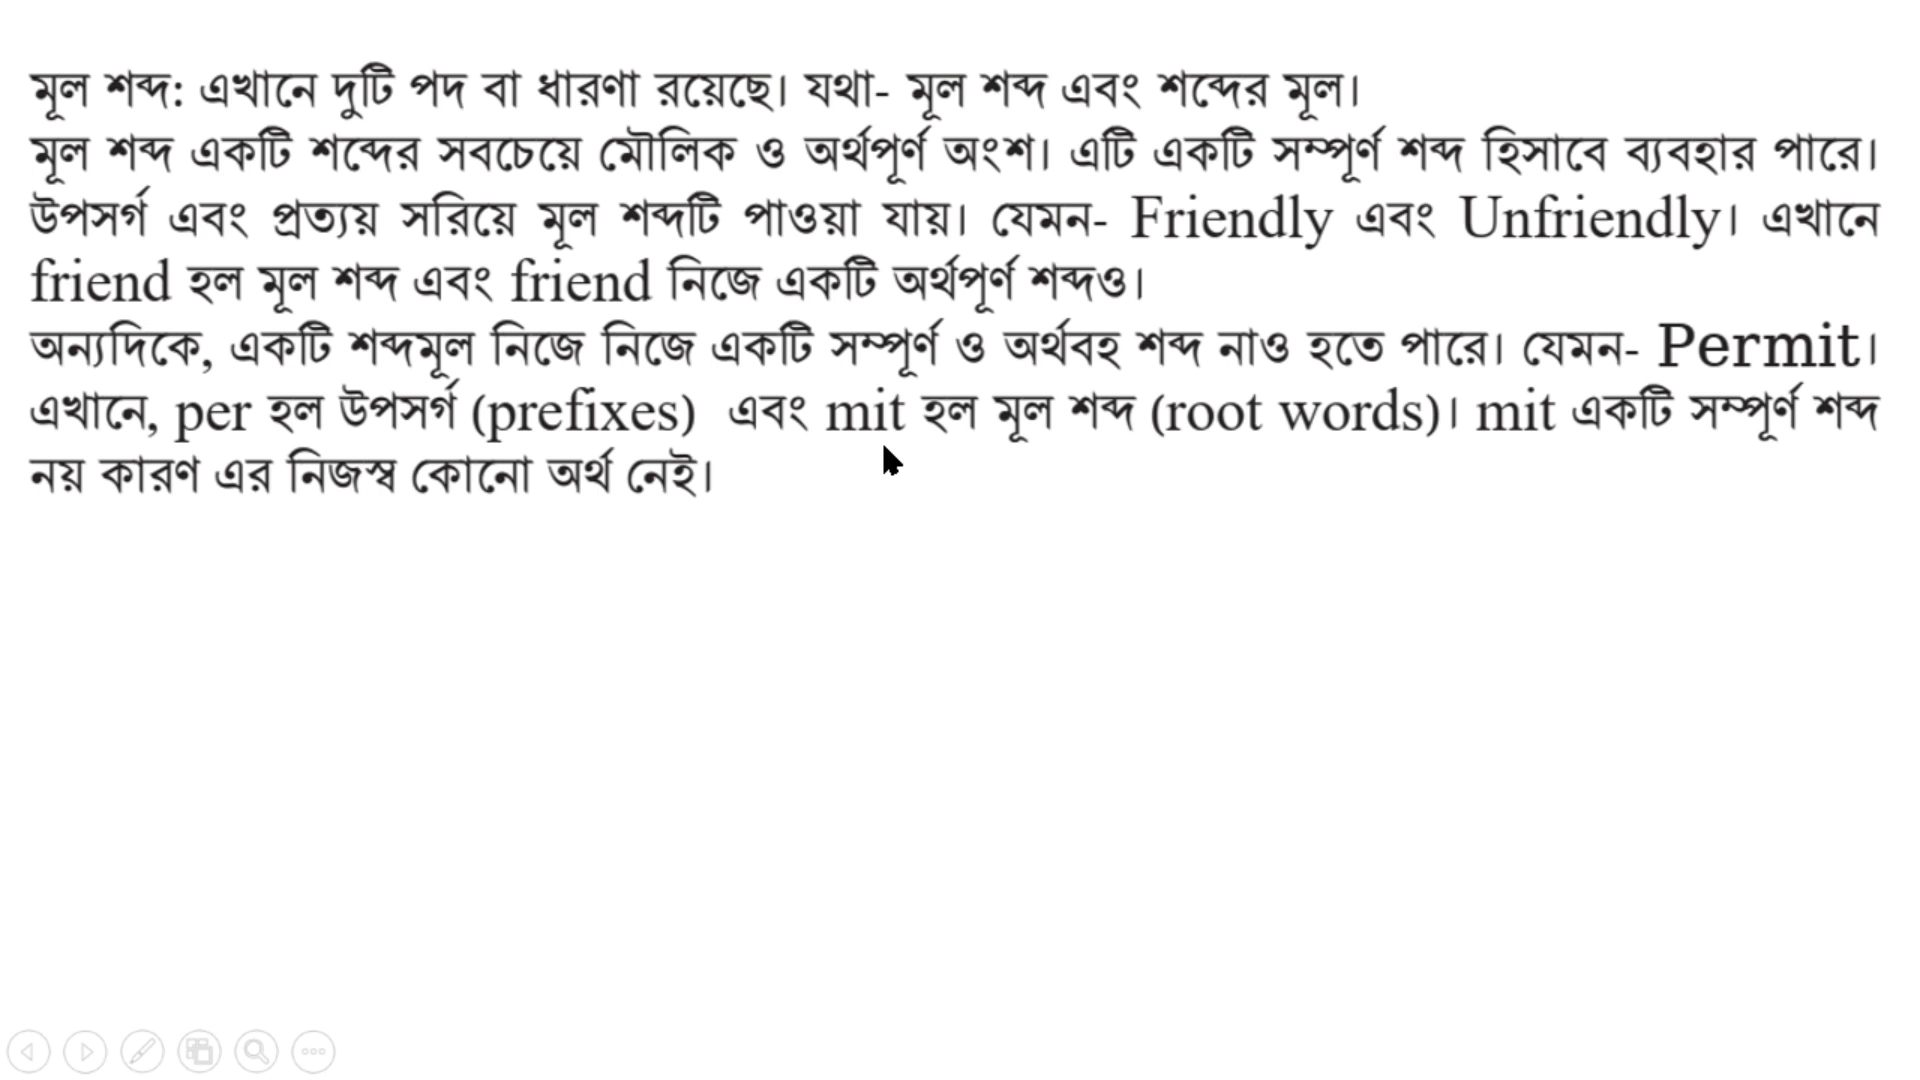 মূল শব্দ: এখানে দুটি পদ বা ধারণা রয়েছে। যথা- মূল শব্দ এবং শব্দের মূল।
মূল শব্দ একটি শব্দের সবচেয়ে মৌলিক ও অর্থপূর্ণ অংশ। এটি একটি সম্পূর্ণ শব্দ হিসাবে ব্যবহার পারে।
উপসর্গ এবং প্রত্যয় সরিয়ে মূল শব্দটি পাওয়া যায়। যেমন- Friendly এবং Unfriendly। এখানে
friend হল মূল শব্দ এবং friend নিজে একটি অর্থপূর্ণ শব্দও।
অন্যদিকে, একটি শব্দমূল নিজে নিজে একটি সম্পূর্ণ ও অর্থবহ শব্দ নাও হতে পারে। যেমন- Permit।
এখানে, per হল উপসর্গ (prefixes) এবং mit হল মূল শব্দ (root words)। mit একটি সম্পূর্ণ শব্দ
নয় কারণ এর নিজস্ব কোনো অর্থ নেই।